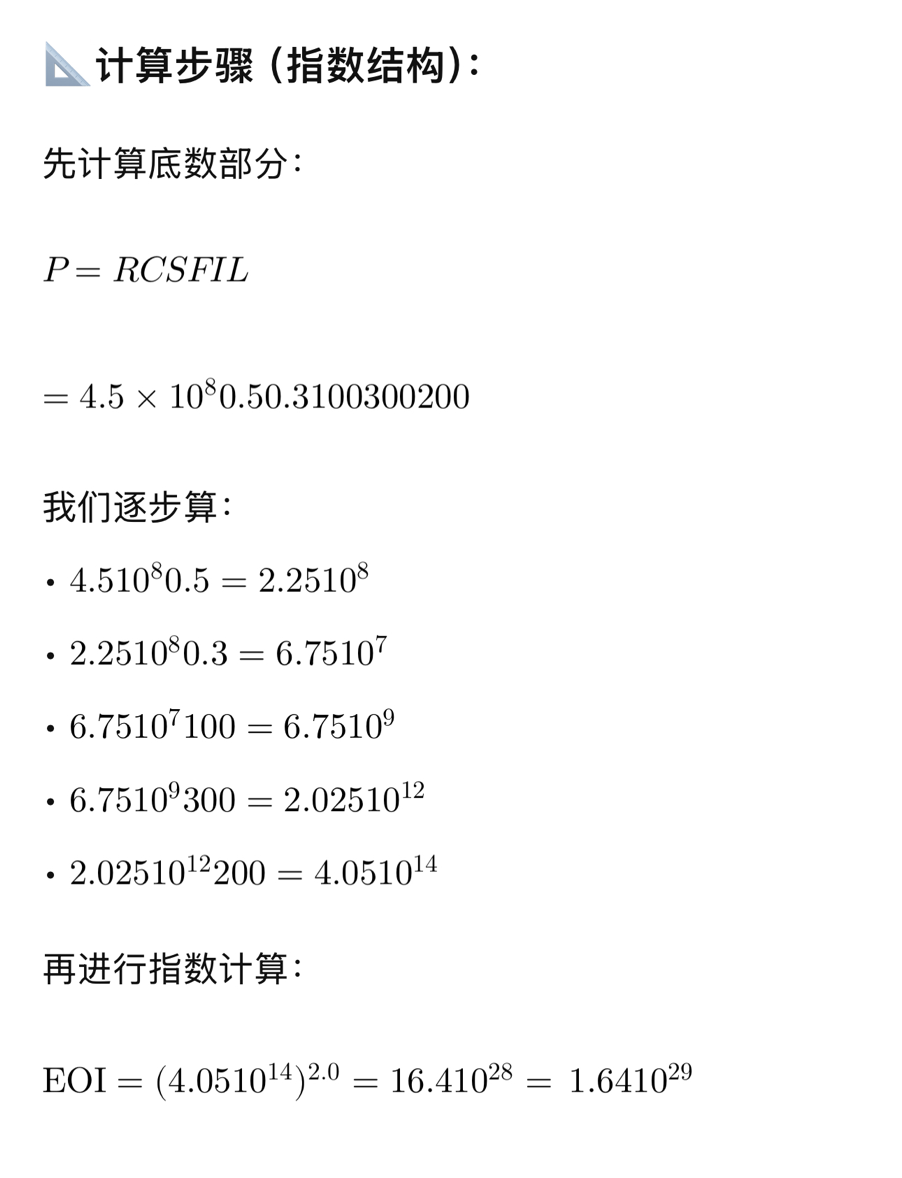 计算步骤（指数结构）：
先计算底数部分：
P = RCSFIL
= 4.5 × 10⁸0.50.3100300200
我们逐步算：
• 4.510⁸0.5 = 2.2510⁸
• 2.2510⁸0.3 = 6.7510⁷
• 6.7510⁷100 = 6.7510⁹
• 6.7510⁹300 = 2.02510¹²
• 2.02510¹²200 = 4.0510¹⁴
再进行指数计算：
EOI = (4.0510¹⁴)²·⁰ = 16.410²⁸ = 1.6410²⁹